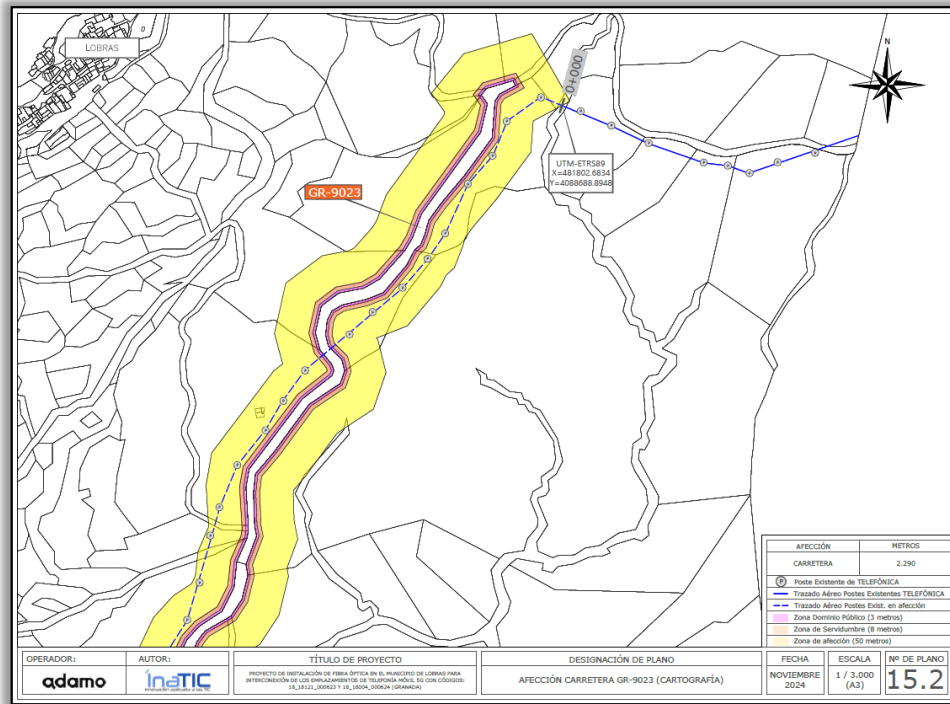 LOBRAS
N
0+000
UTM-ETRS89
X=481802.6834
Y=4088688.8948
GR-9023
AFECCIÓN METROS
CARRETERA 2.290
P Poste Existente de TELEFÓNICA
Trazado Aéreo Postes Existentes TELEFÓNICA
Trazado Aéreo Postes Exist. en afección
Zona Dominio Público (3 metros)
Zona de Servidumbre (8 metros)
Zona de afección (50 metros)
OPERADOR:
adamo
AUTOR:
inaTIC
Innovación aplicada a las TIC
TÍTULO DE PROYECTO
PROYECTO DE INSTALACIÓN DE FIBRA ÓPTICA EN EL MUNICIPIO DE LOBRAS PARA
INTERCONEXIÓN DE LOS EMPLAZAMIENTOS DE TELEFONÍA MÓVIL 5G CON CÓDIGOS:
18_18121_000623 Y 18_18004_000624 (GRANADA)
DESIGNACIÓN DE PLANO
AFECCIÓN CARRETERA GR-9023 (CARTOGRAFÍA)
FECHA
NOVIEMBRE
2024
ESCALA
1 / 3.000
(A3)
Nº DE PLANO
15.2